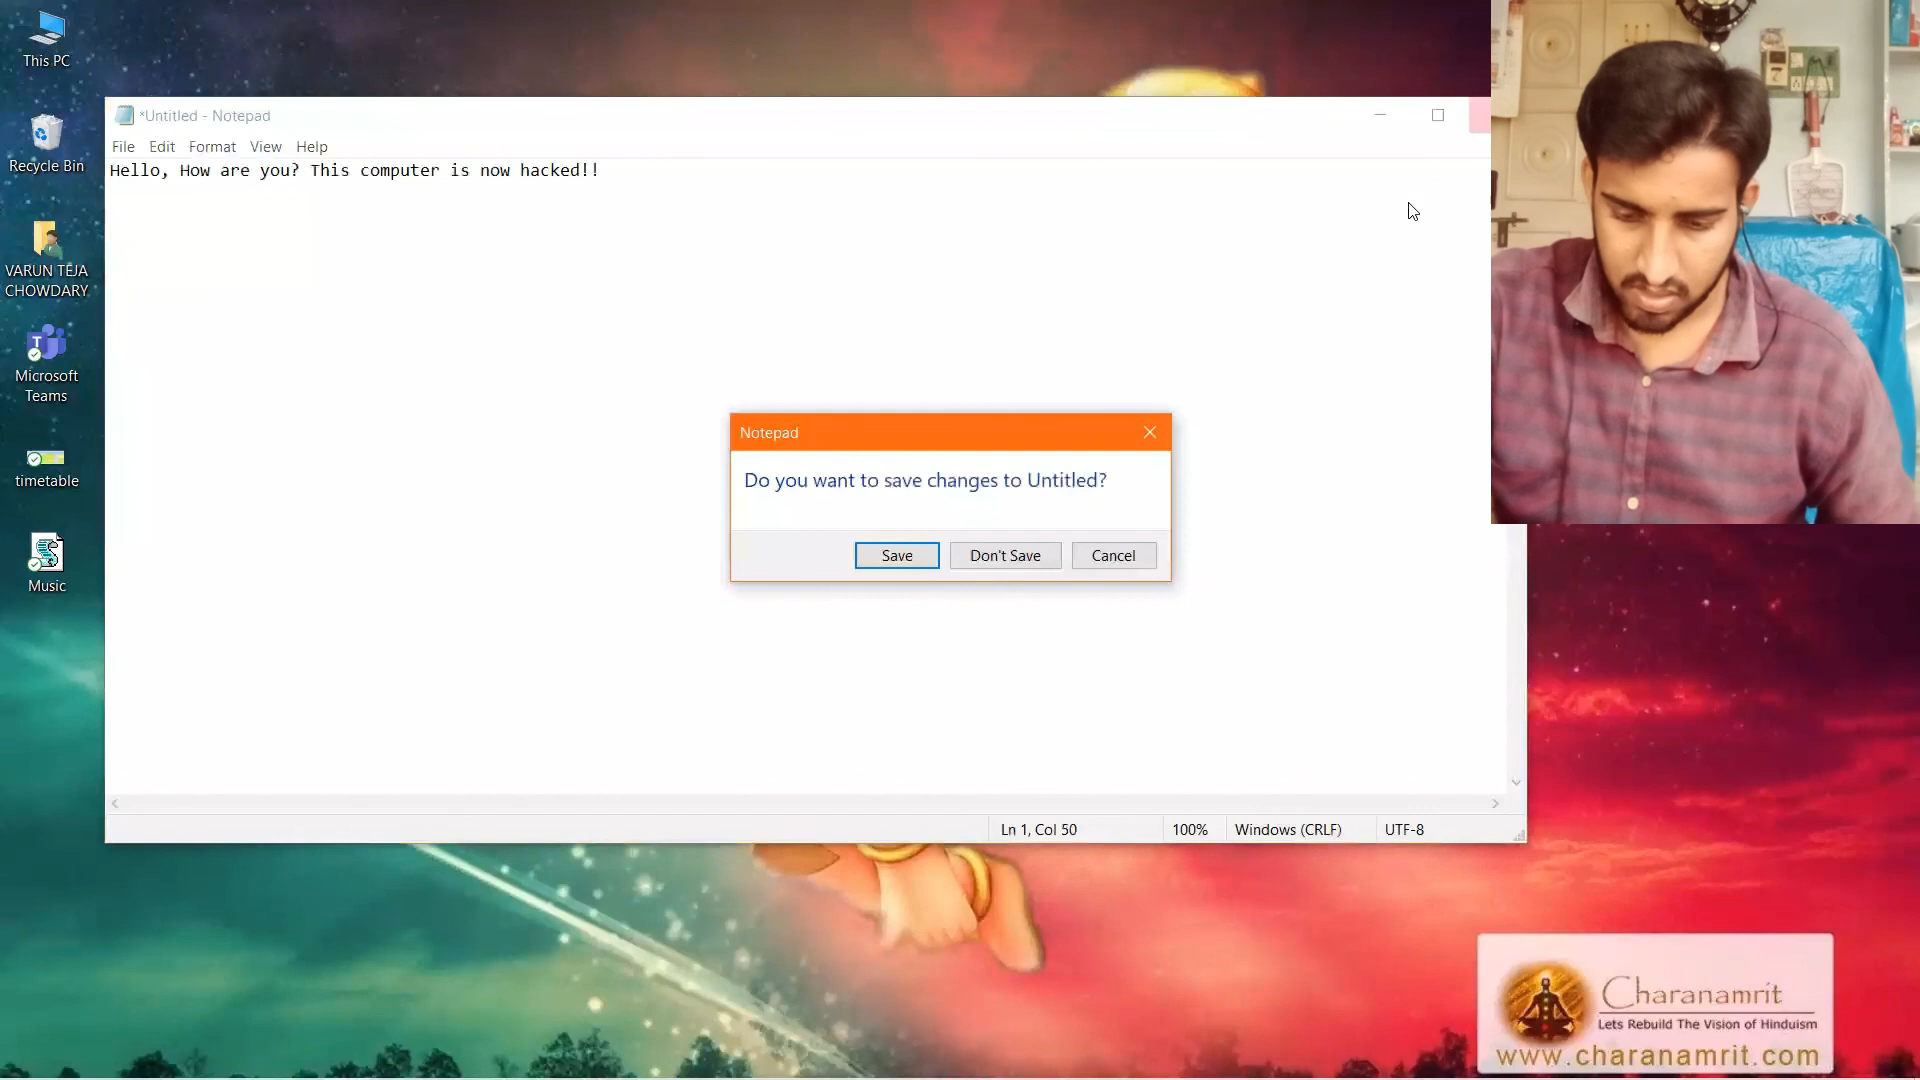 This PC
Recycle Bin
VARUN TEJA
CHOWDARY
Microsoft
Teams
timetable
Music
*Untitled - Notepad
File Edit Format View Help
Hello, How are you? This computer is now hacked!!
Notepad
Do you want to save changes to Untitled?
Save Don't Save Cancel
Ln 1, Col 50 100% Windows (CRLF) UTF-8
Charanamrit
Lets Rebuild The Vision of Hinduism
www.charanamrit.com